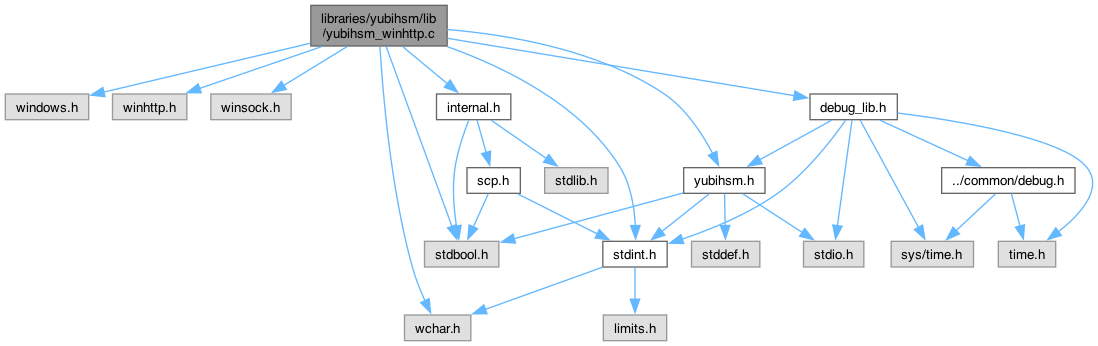 libraries/yubihsm/lib
/yubihsm_winhttp.c
windows.h
winhttp.h
winsock.h
internal.h
debug_lib.h
scp.h
stdlib.h
yubihsm.h
../common/debug.h
stdbool.h
stdint.h
stddef.h
stdio.h
sys/time.h
time.h
wchar.h
limits.h